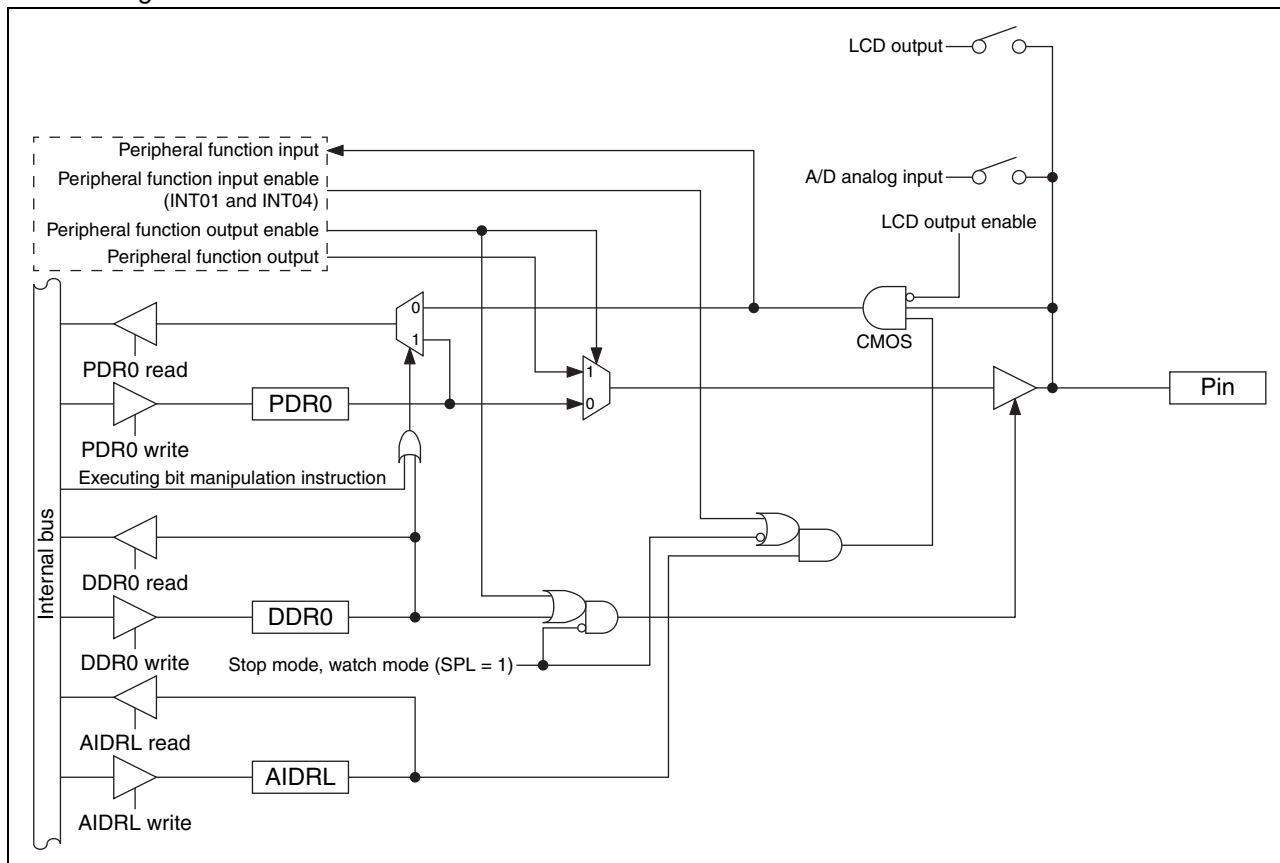 LCD output
Peripheral function input
Peripheral function input enable
(INT01 and INT04)
A/D analog input
Peripheral function output enable
LCD output enable
Peripheral function output
0
1
CMOS
PDR0 read
1
0
PDR0
Pin
PDR0 write
Executing bit manipulation instruction
Internal bus
DDR0 read
DDR0
DDR0 write
Stop mode, watch mode (SPL = 1)
AIDRL read
AIDRL
AIDRL write